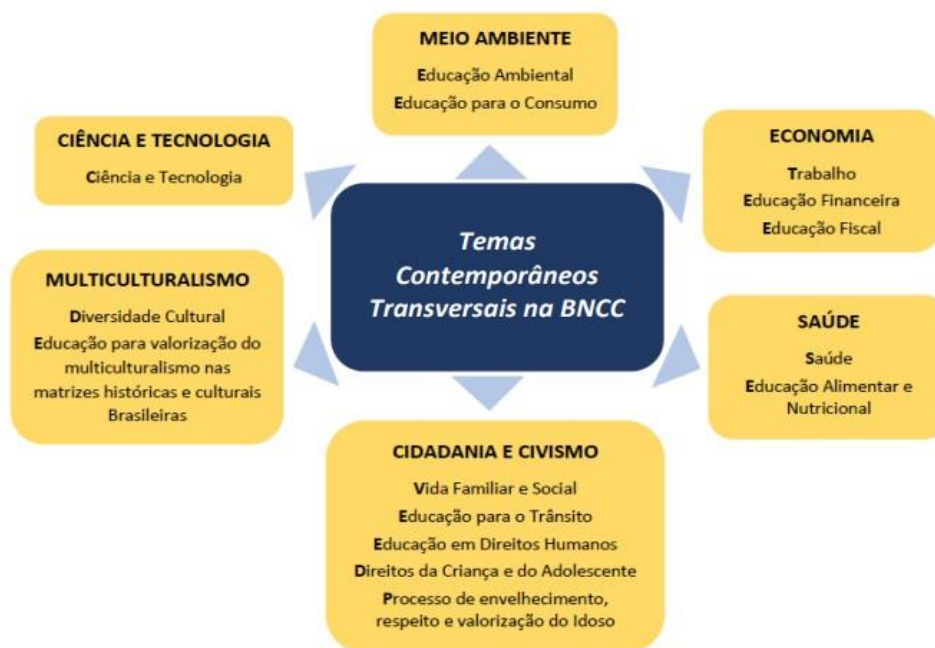 MEIO AMBIENTE
Educação Ambiental
Educação para o Consumo
CIÊNCIA E TECNOLOGIA
Ciência e Tecnologia
ECONOMIA
Trabalho
Educação Financeira
Educação Fiscal
Temas
Contemporâneos
Transversais na BNCC
MULTICULTURALISMO
Diversidade Cultural
Educação para valorização do
multiculturalismo nas
matrizes históricas e culturais
Brasileiras
SAÚDE
Saúde
Educação Alimentar e
Nutricional
CIDADANIA E CIVISMO
Vida Familiar e Social
Educação para o Trânsito
Educação em Direitos Humanos
Direitos da Criança e do Adolescente
Processo de envelhecimento,
respeito e valorização do Idoso